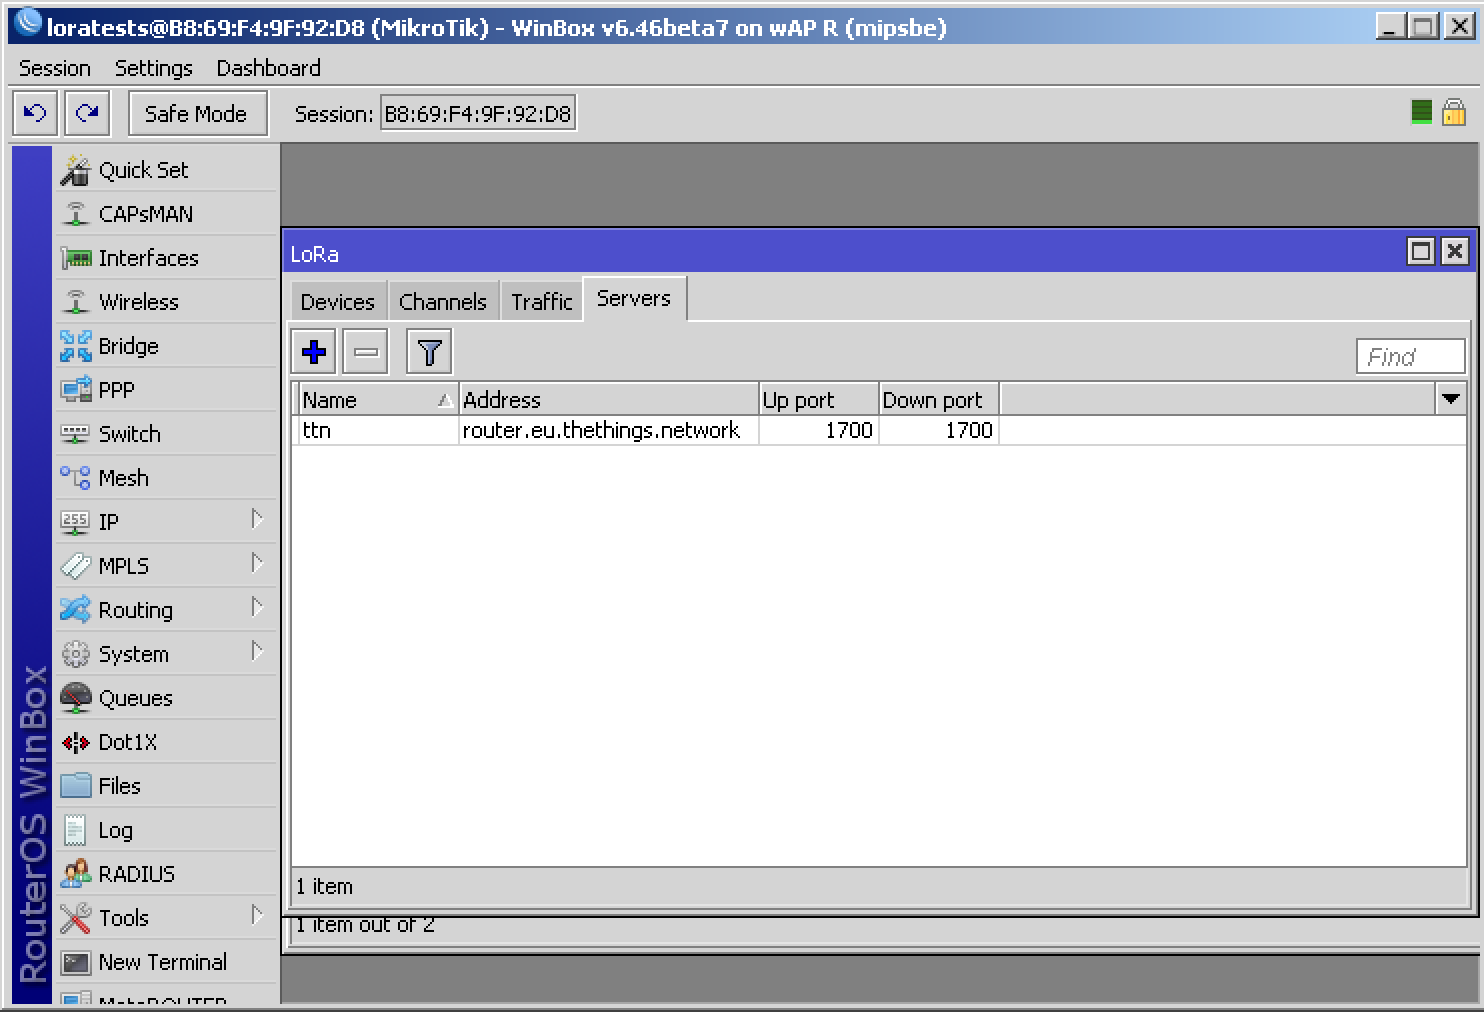 loratests@B8:69:F4:9F:92:D8 (MikroTik) - WinBox v6.46beta7 on wAP R (mipsbe)
Session Settings Dashboard
Safe Mode Session: B8:69:F4:9F:92:D8
RouterOS WinBox
Quick Set
CAPsMAN
Interfaces
Wireless
Bridge
PPP
Switch
Mesh
255 IP
MPLS
Routing
System
Queues
Dot1X
Files
Log
RADIUS
Tools
New Terminal
MetaROUTER
LoRa
Devices Channels Traffic Servers
Find
Name Address Up port Down port
ttn router.eu.thethings.network 1700 1700
1 item
1 item out of 2